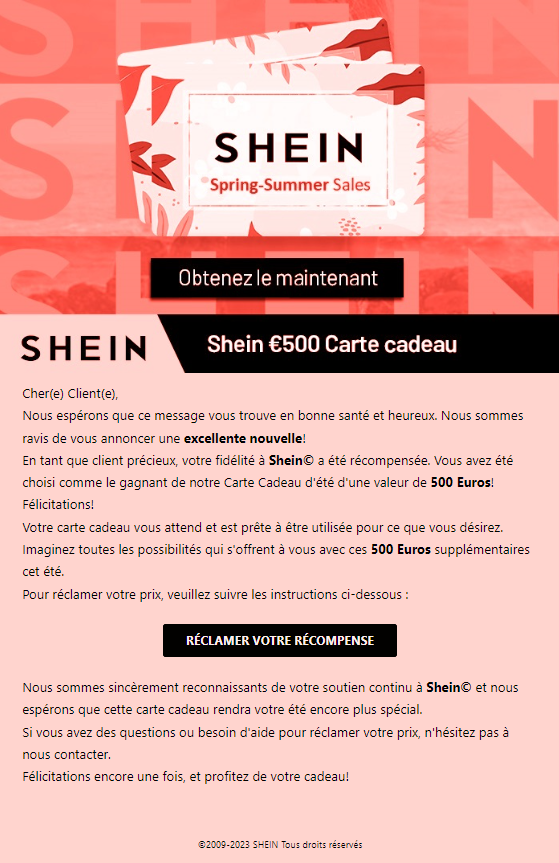 SHEIN
Spring-Summer Sales
Obtenez le maintenant
SHEIN
Shein €500 Carte cadeau
Cher(e) Client(e),
Nous espérons que ce message vous trouve en bonne santé et heureux. Nous sommes
ravis de vous annoncer une excellente nouvelle!
En tant que client précieux, votre fidélité à Shein© a été récompensée. Vous avez été
choisi comme le gagnant de notre Carte Cadeau d'été d'une valeur de 500 Euros!
Félicitations!
Votre carte cadeau vous attend et est prête à être utilisée pour ce que vous désirez.
Imaginez toutes les possibilités qui s'offrent à vous avec ces 500 Euros supplémentaires
cet été.
Pour réclamer votre prix, veuillez suivre les instructions ci-dessous :
RÉCLAMER VOTRE RÉCOMPENSE
Nous sommes sincèrement reconnaissants de votre soutien continu à Shein© et nous
espérons que cette carte cadeau rendra votre été encore plus spécial.
Si vous avez des questions ou besoin d'aide pour réclamer votre prix, n'hésitez pas à
nous contacter.
Félicitations encore une fois, et profitez de votre cadeau!
©2009-2023 SHEIN Tous droits réservés